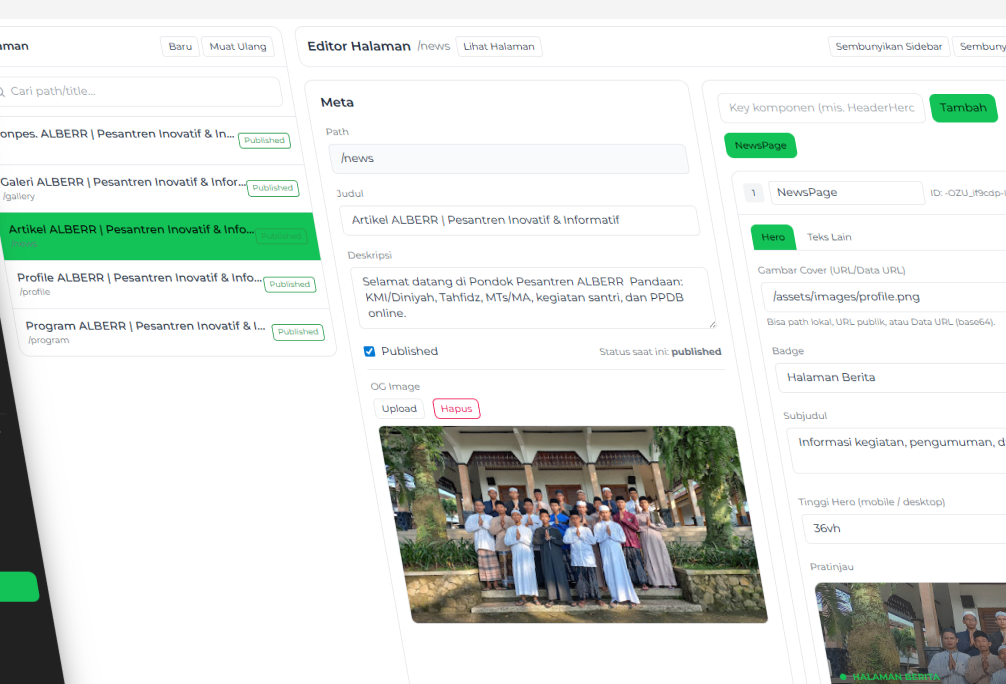 aman
Baru
Muat Ulang
Cari path/title...
onpes. ALBERR | Pesantren Inovatif & In...
Published
Galeri ALBERR | Pesantren Inovatif & Infor...
Published
/gallery
Artikel ALBERR | Pesantren Inovatif & Info...
Published
/news
Profile ALBERR | Pesantren Inovatif & Info...
Published
/profile
Program ALBERR | Pesantren Inovatif & I...
Published
/program
Editor Halaman
/news
Lihat Halaman
Sembunyikan Sidebar
Sembuny
Meta
Path
/news
Judul
Artikel ALBERR | Pesantren Inovatif & Informatif
Deskripsi
Selamat datang di Pondok Pesantren ALBERR Pandaan:
KMI/Diniyah, Tahfidz, MTs/MA, kegiatan santri, dan PPDB
online.
Published
Status saat ini: published
OG Image
Upload
Hapus
Key komponen (mis. HeaderHerc
Tambah
NewsPage
1
NewsPage
Hero
Teks Lain
Gambar Cover (URL/Data URL)
/assets/images/profile.png
Bisa path lokal, URL publik, atau Data URL (base64).
Badge
Halaman Berita
Subjudul
Informasi kegiatan, pengumuman, d
Tinggi Hero (mobile / desktop)
36vh
Pratinjau
HALAMAN BERITA